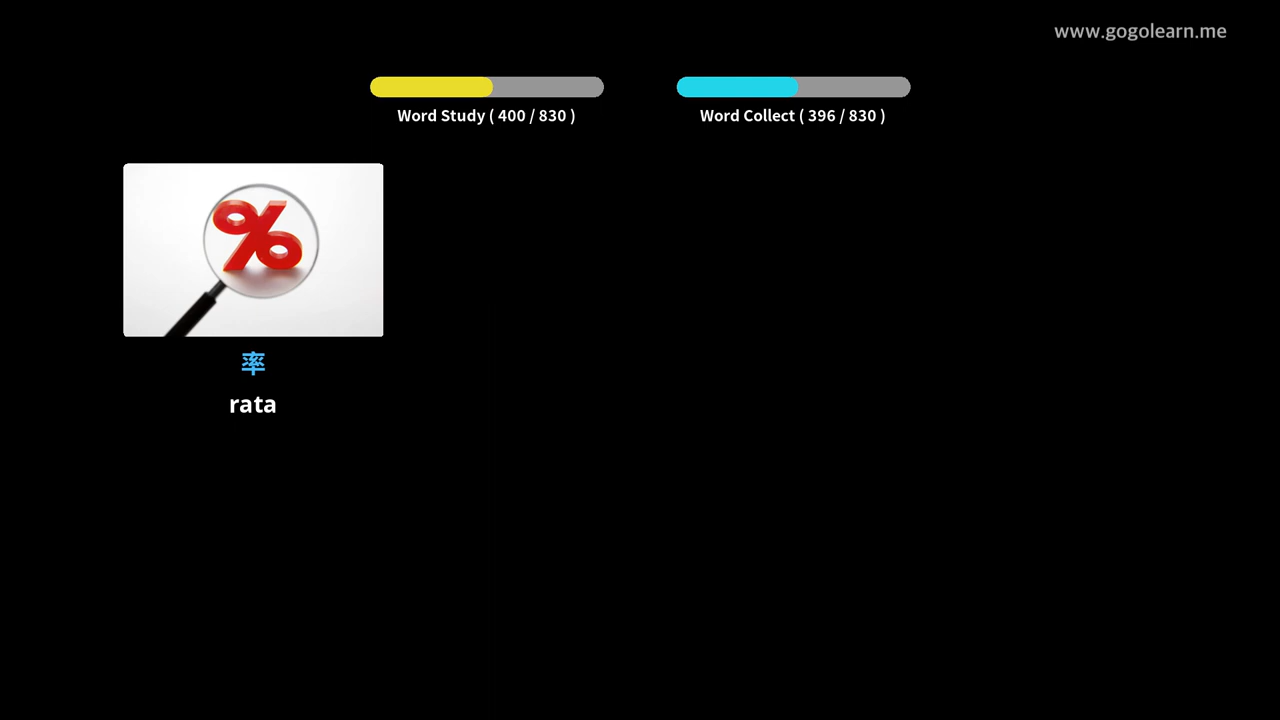 www.gogolearn.me
Word Study ( 400 / 830 )
Word Collect ( 396 / 830 )
%
率
rata